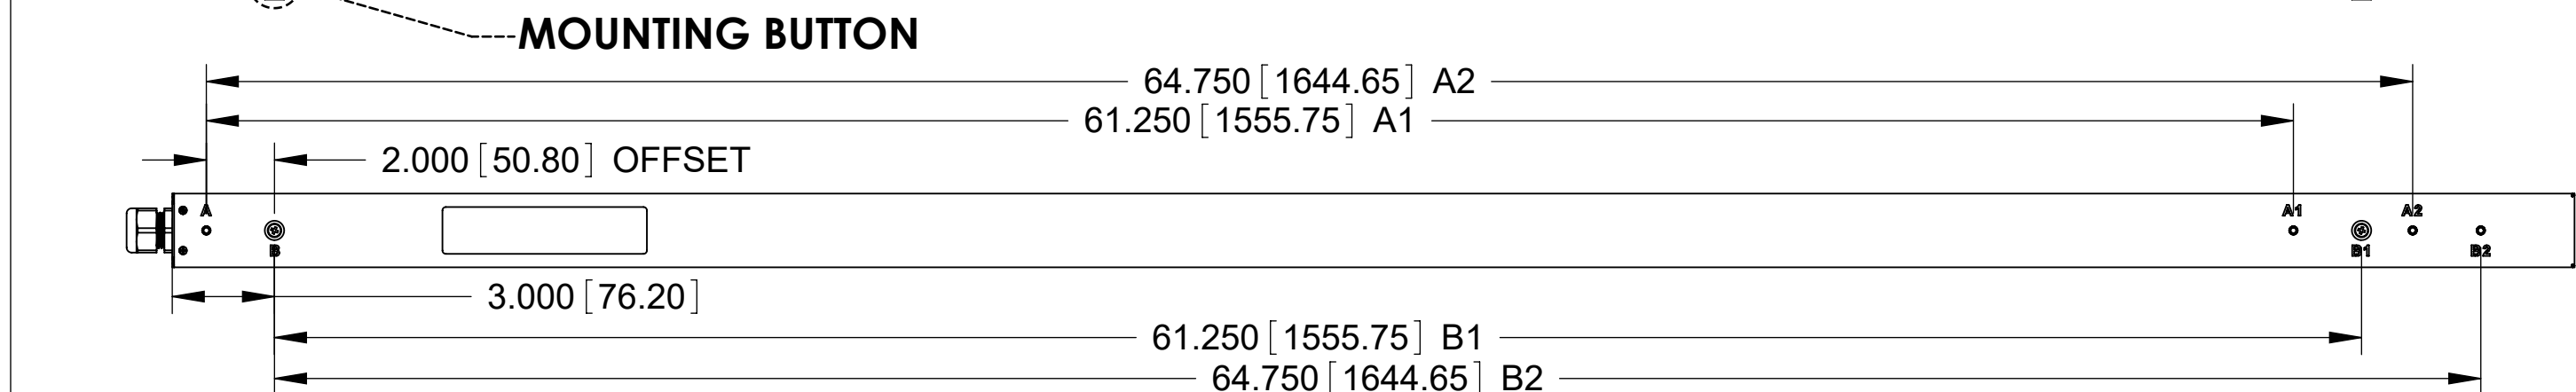 MOUNTING BUTTON
64.750 [1644.65] A2
61.250 [1555.75] A1
2.000 [50.80] OFFSET
A A1 A2
B B1 B2
3.000 [76.20]
61.250 [1555.75] B1
64.750 [1644.65] B2